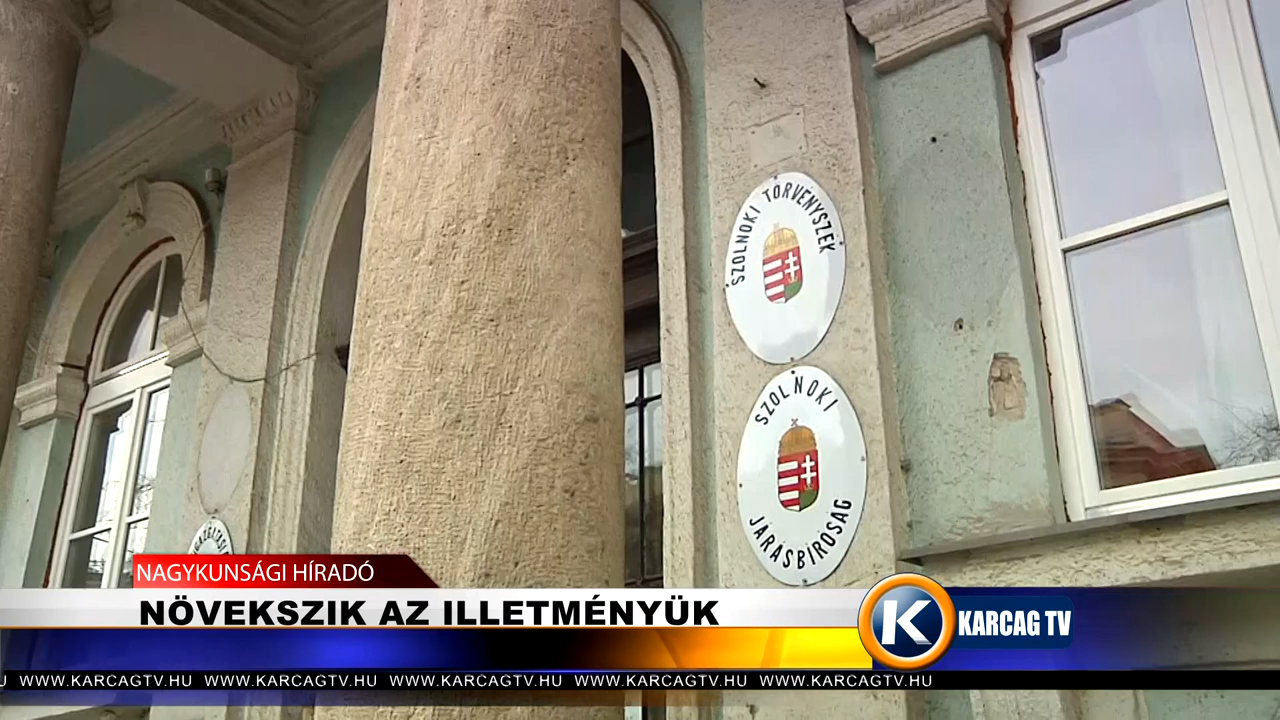 SZOLNOKI TÖRVÉNYSZÉK
SZOLNOKI
JÁRÁSBÍRÓSÁG
NAGYKUNSÁGI HÍRADÓ
NÖVEKSZIK AZ ILLETMÉNYÜK
K KARCAG TV
WWW.KARCAGTV.HU WWW.KARCAGTV.HU WWW.KARCAGTV.HU WWW.KARCAGTV.HU WWW.KARCAGTV.HU